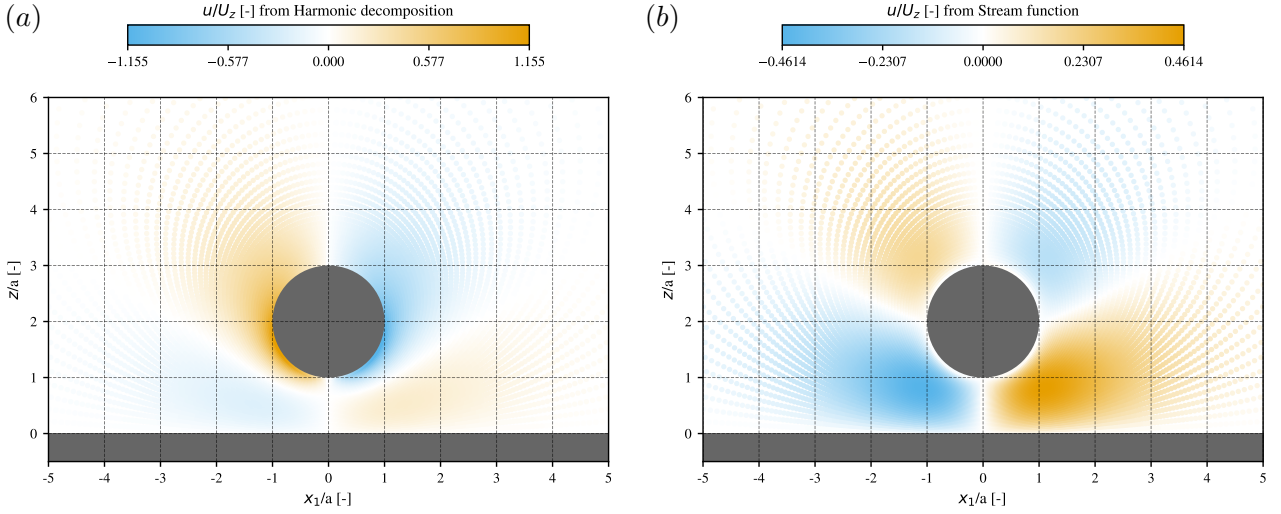 (a)
u/U_z [-] from Harmonic decomposition
−1.155 −0.577 0.000 0.577 1.155
6
5
4
3
2
1
0
z/a [-]
-5 -4 -3 -2 -1 0 1 2 3 4 5
x_1/a [-]
(b)
u/U_z [-] from Stream function
−0.4614 −0.2307 0.0000 0.2307 0.4614
6
5
4
3
2
1
0
z/a [-]
-5 -4 -3 -2 -1 0 1 2 3 4 5
x_1/a [-]